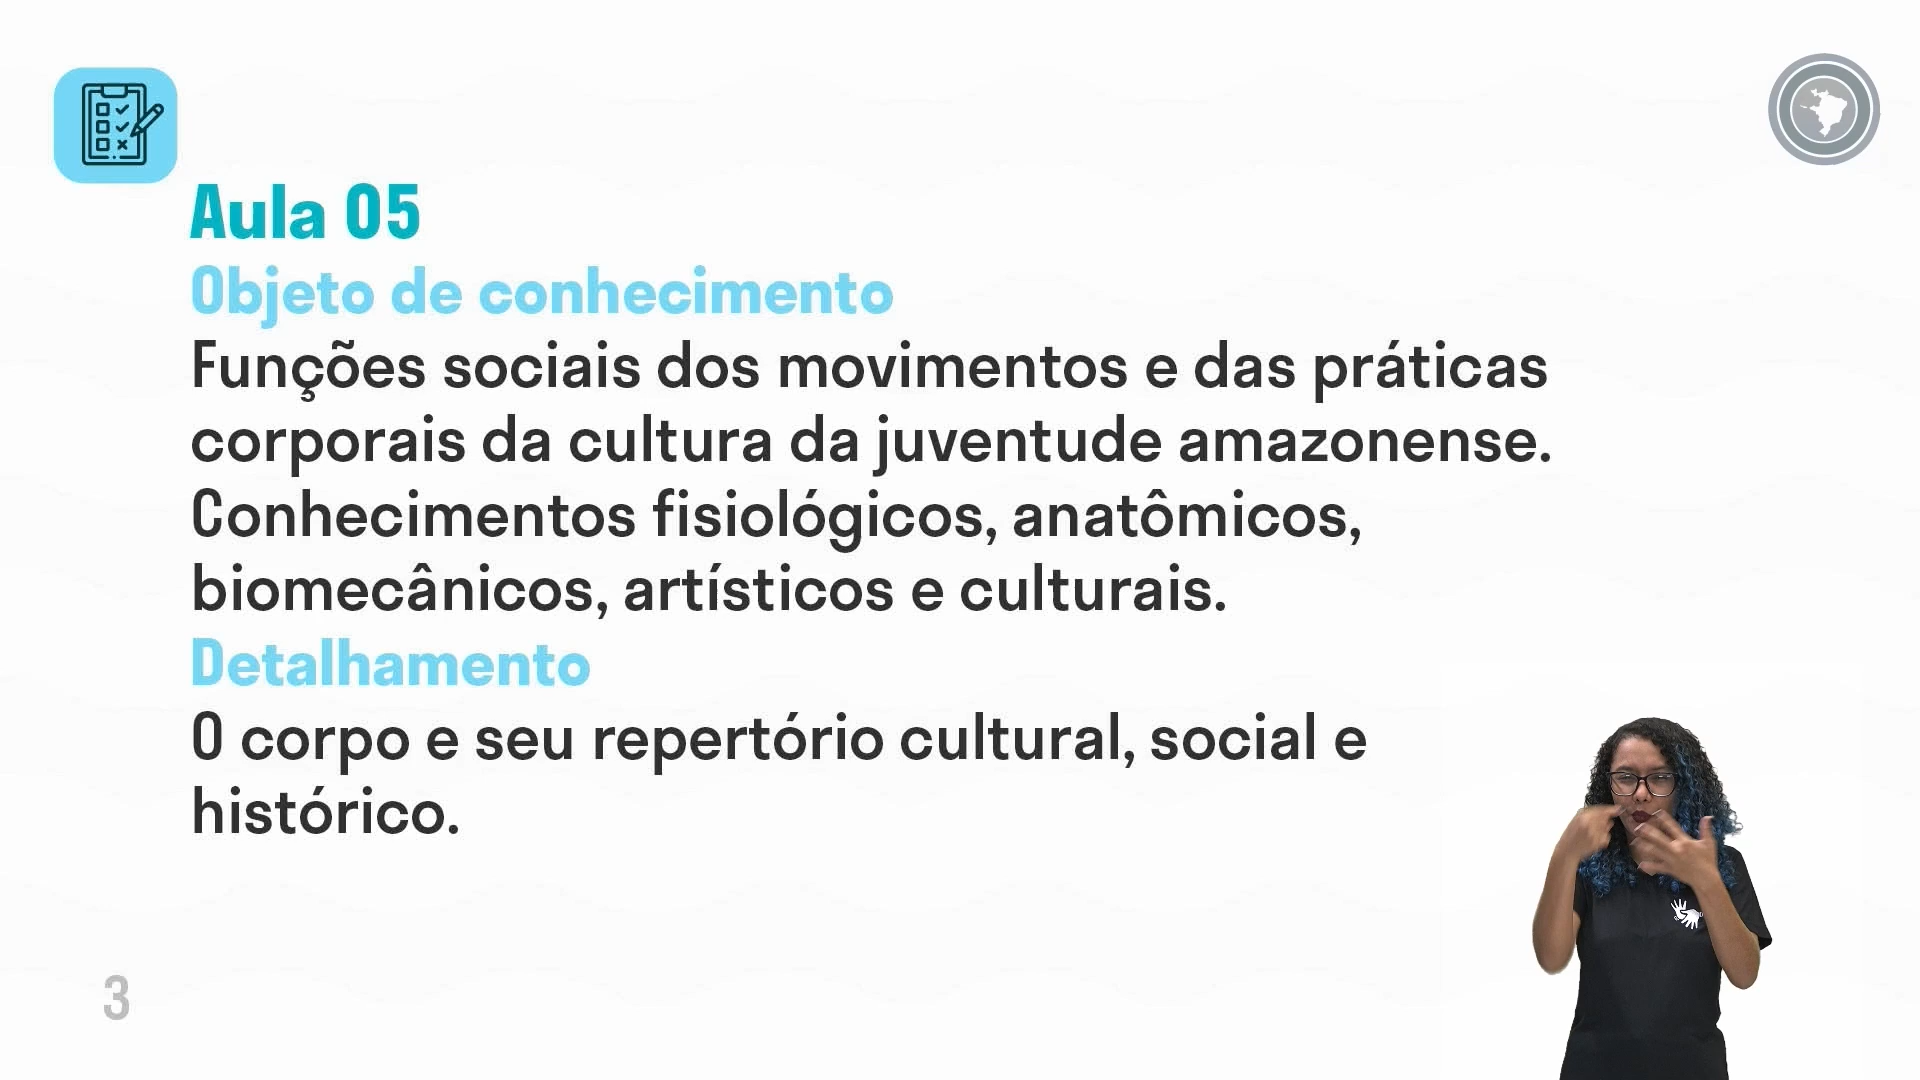 Aula 05
Objeto de conhecimento
Funções sociais dos movimentos e das práticas
corporais da cultura da juventude amazonense.
Conhecimentos fisiológicos, anatômicos,
biomecânicos, artísticos e culturais.
Detalhamento
O corpo e seu repertório cultural, social e
histórico.
3